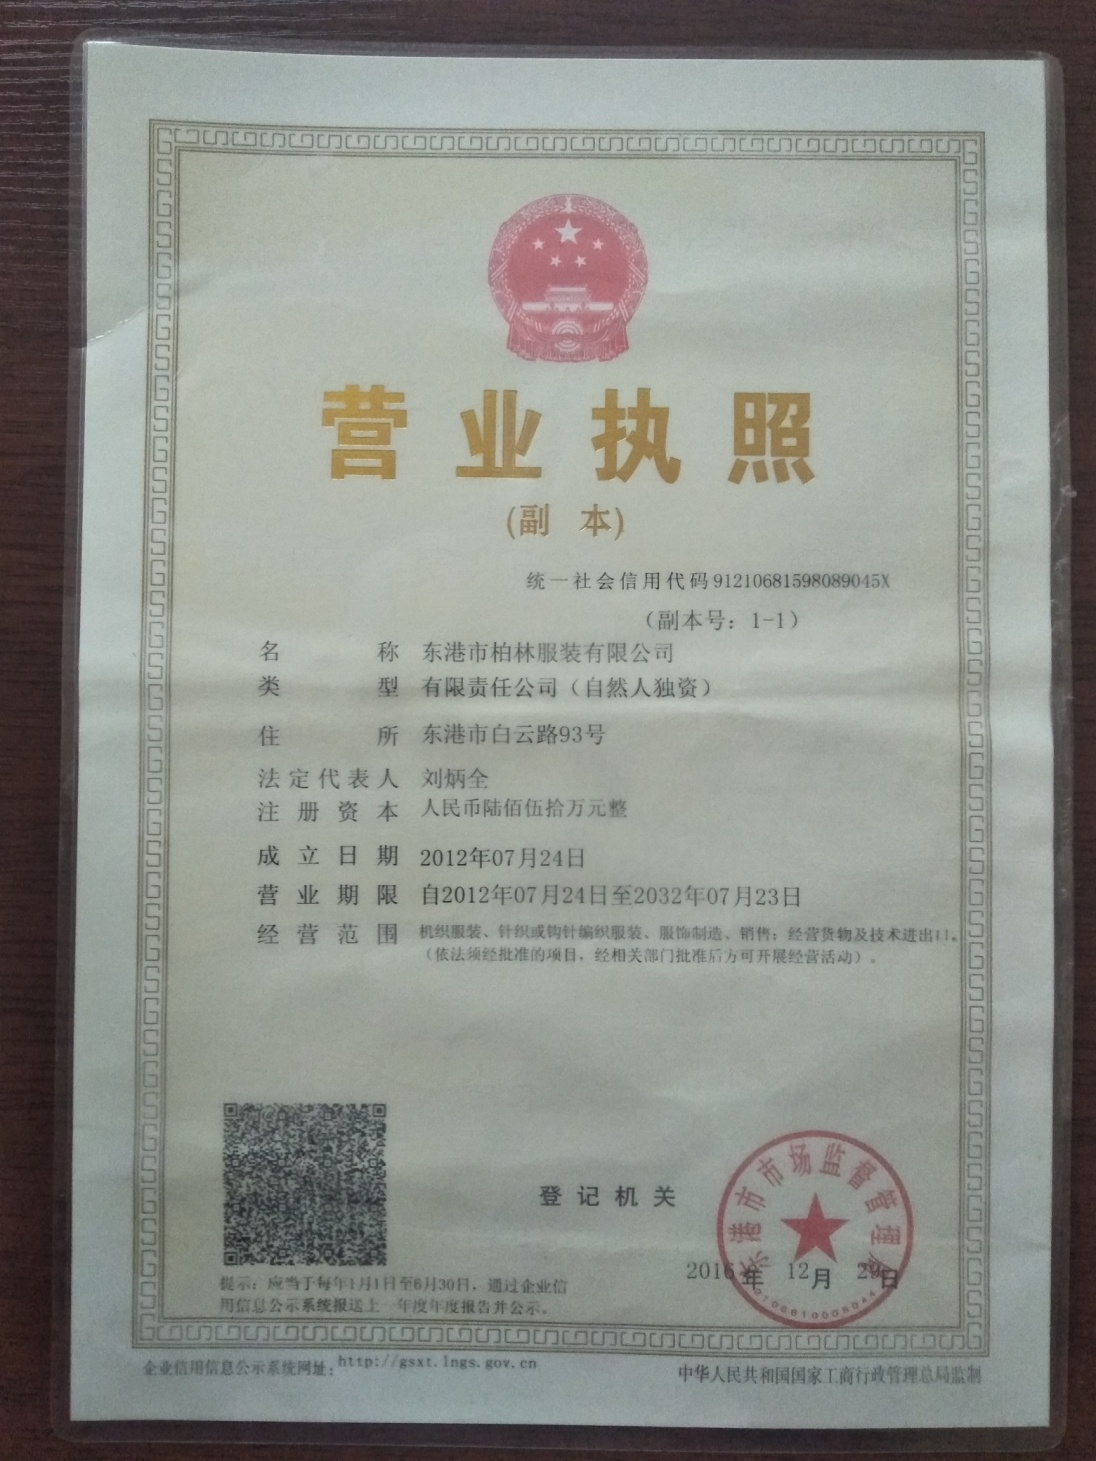 营业执照
(副 本)
统一社会信用代码 91210681598089045X
（副本号：1-1）
名称 东港市柏林服装有限公司
类型 有限责任公司（自然人独资）
住所 东港市白云路93号
法定代表人 刘炳全
注册资本 人民币陆佰伍拾万元整
成立日期 2012年07月24日
营业期限 自2012年07月24日至2032年07月23日
经营范围 机织服装、针织或钩针编织服装、服饰制造、销售；经营货物及技术进出口。
（依法须经批准的项目，经相关部门批准后方可开展经营活动）。
登记机关
东港市市场监督管理局
2016年 12月 29日
提示：应当于每年1月1日至6月30日，通过企业信
用信息公示系统报送上一年度年度报告并公示。
企业信用信息公示系统网址：http://gsxt.lngs.gov.cn
中华人民共和国国家工商行政管理总局监制